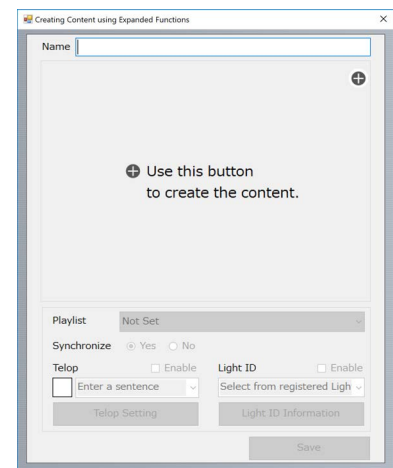 Creating Content using Expanded Functions
Name
Use this button
to create the content.
Playlist Not Set
Synchronize Yes No
Telop Enable Light ID Enable
Enter a sentence Select from registered Ligh
Telop Setting Light ID Information
Save